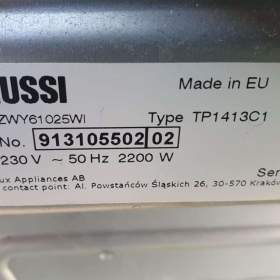 USSI
Made in EU
ZWY61025WI Type TP1413C1
No. 913105502 02
230 V ~ 50 Hz 2200 W
ux Appliances AB Ser
contact point: Al. Powstańców Śląskich 26, 30-570 Kraków